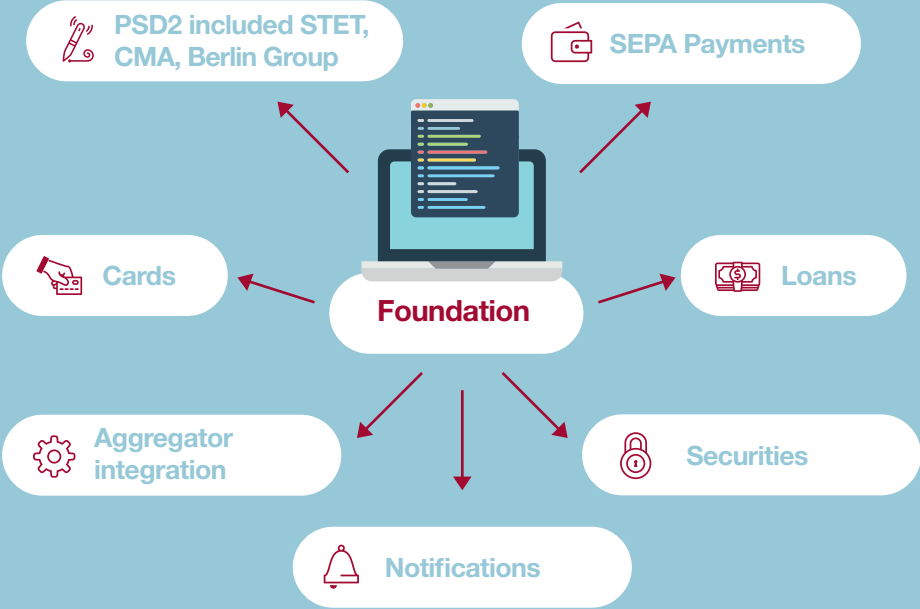 PSD2 included STET,
CMA, Berlin Group
SEPA Payments
Cards
Loans
Foundation
Aggregator
integration
Securities
Notifications